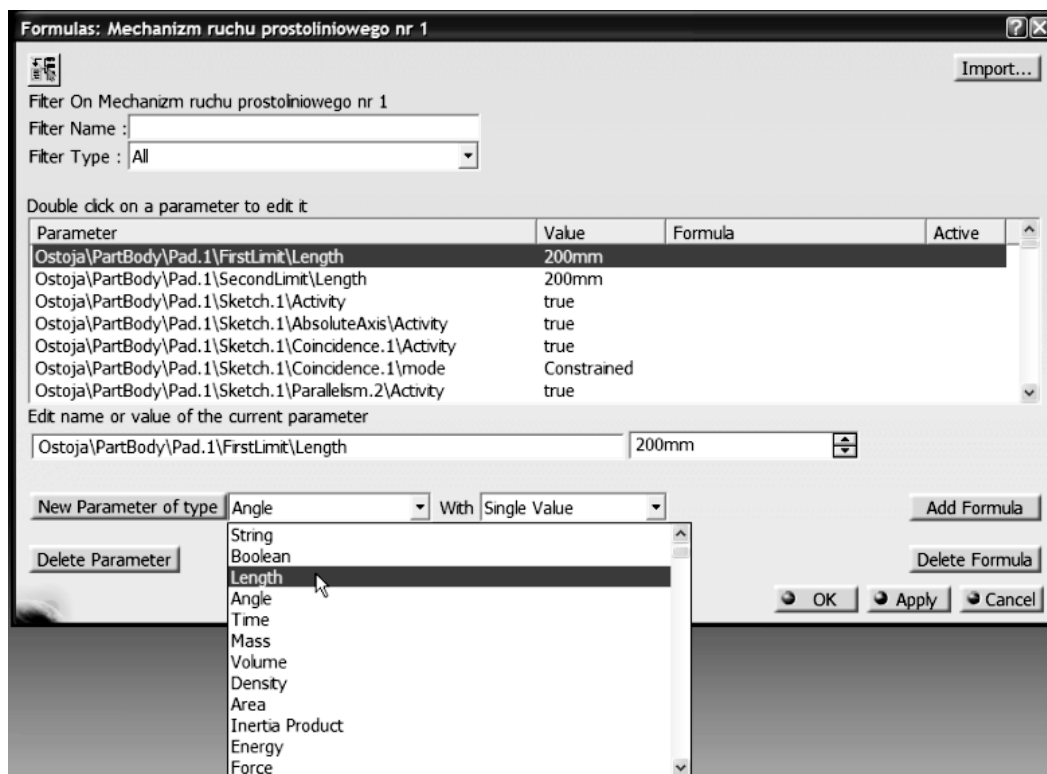 Formulas: Mechanizm ruchu prostoliniowego nr 1
Import...
Filter On Mechanizm ruchu prostoliniowego nr 1
Filter Name :
Filter Type : All
Double click on a parameter to edit it
Parameter Value Formula Active
Ostoja\PartBody\Pad.1\FirstLimit\Length 200mm
Ostoja\PartBody\Pad.1\SecondLimit\Length 200mm
Ostoja\PartBody\Pad.1\Sketch.1\Activity true
Ostoja\PartBody\Pad.1\Sketch.1\AbsoluteAxis\Activity true
Ostoja\PartBody\Pad.1\Sketch.1\Coincidence.1\Activity true
Ostoja\PartBody\Pad.1\Sketch.1\Coincidence.1\mode Constrained
Ostoja\PartBody\Pad.1\Sketch.1\Parallelism.2\Activity true
Edit name or value of the current parameter
Ostoja\PartBody\Pad.1\FirstLimit\Length 200mm
New Parameter of type Angle With Single Value Add Formula
Delete Parameter Delete Formula
OK Apply Cancel
String
Boolean
Length
Angle
Time
Mass
Volume
Density
Area
Inertia Product
Energy
Force